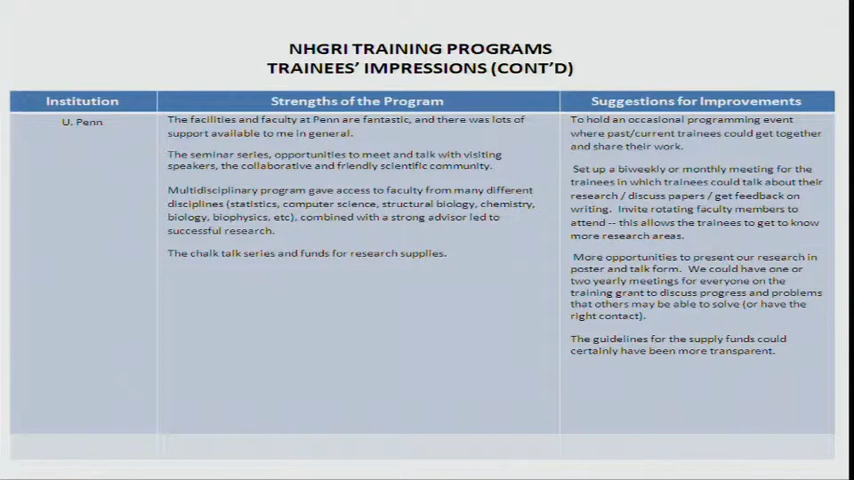 NHGRI TRAINING PROGRAMS
TRAINEES' IMPRESSIONS (CONT'D)
Institution
Strengths of the Program
Suggestions for Improvements
U. Penn
The facilities and faculty at Penn are fantastic, and there was lots of
support available to me in general.
The seminar series, opportunities to meet and talk with visiting
speakers, the collaborative and friendly scientific community.
Multidisciplinary program gave access to faculty from many different
disciplines (statistics, computer science, structural biology, chemistry,
biology, biophysics, etc), combined with a strong advisor led to
successful research.
The chalk talk series and funds for research supplies.
To hold an occasional programming event
where past/current trainees could get together
and share their work.
Set up a biweekly or monthly meeting for the
trainees in which trainees could talk about their
research / discuss papers / get feedback on
writing. Invite rotating faculty members to
attend -- this allows the trainees to get to know
more research areas.
More opportunities to present our research in
poster and talk form. We could have one or
two yearly meetings for everyone on the
training grant to discuss progress and problems
that others may be able to solve (or have the
right contact).
The guidelines for the supply funds could
certainly have been more transparent.